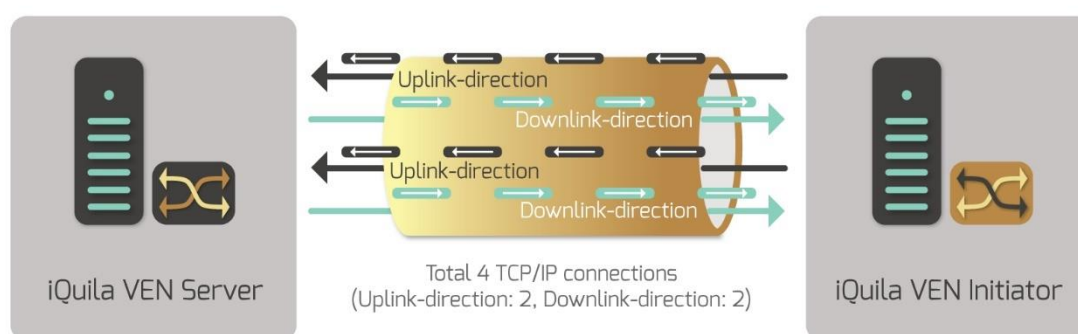 Uplink-direction
Downlink-direction
Uplink-direction
Downlink-direction
iQuila VEN Server
Total 4 TCP/IP connections
(Uplink-direction: 2, Downlink-direction: 2)
iQuila VEN Initiator